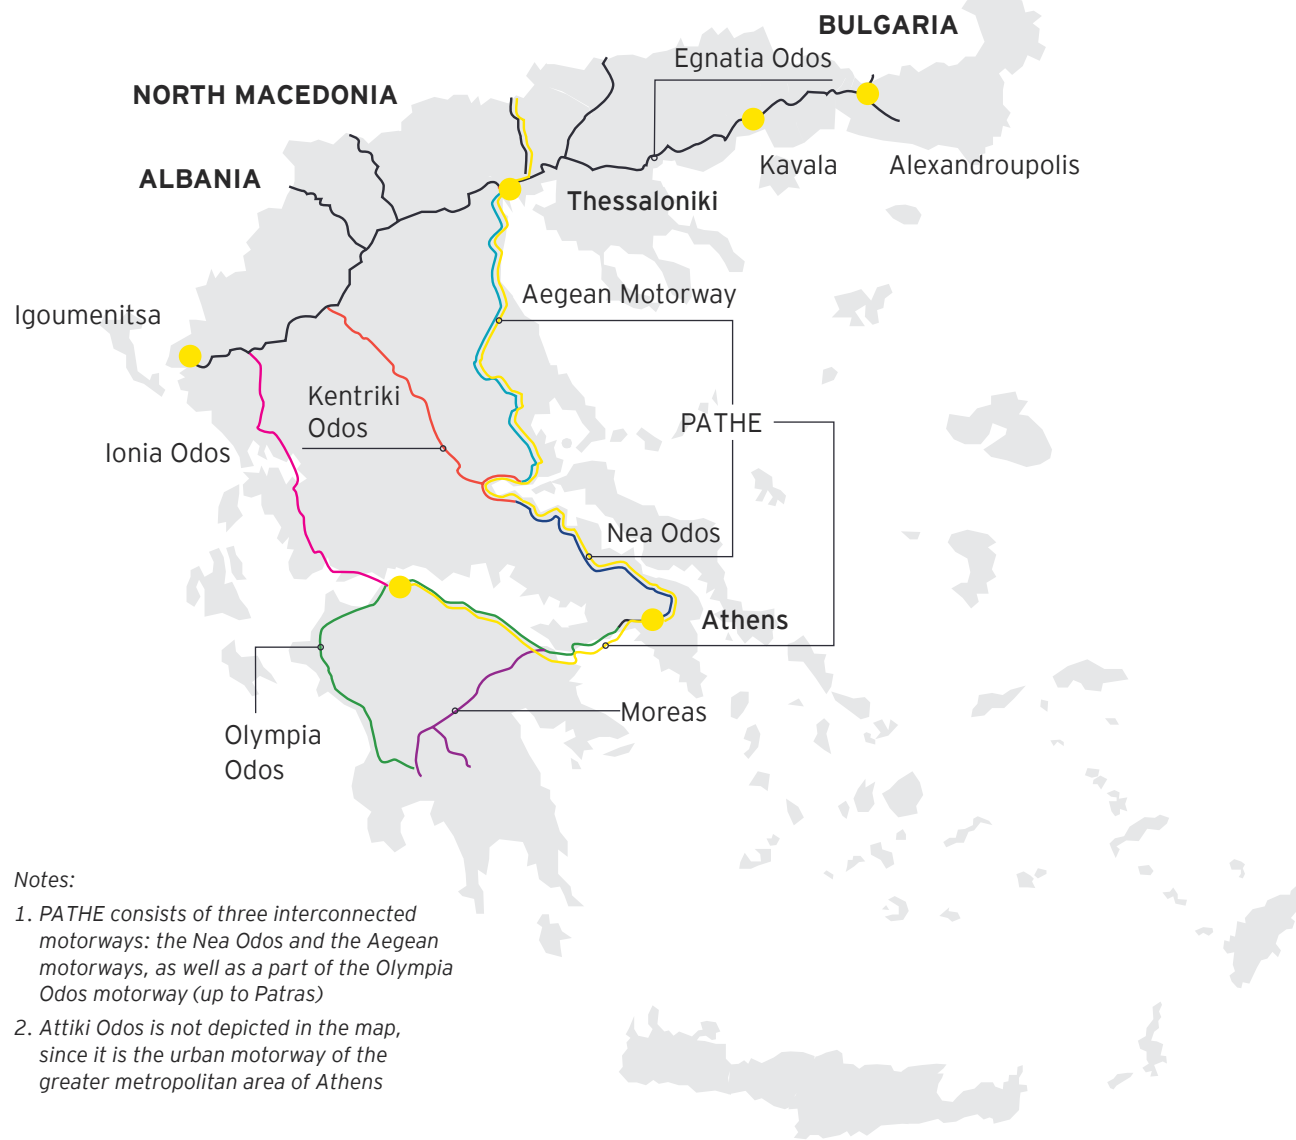 BULGARIA
Egnatia Odos
NORTH MACEDONIA
Kavala
Alexandroupolis
ALBANIA
Thessaloniki
Aegean Motorway
Igoumenitsa
Kentriki
Odos
PATHE
Ionia Odos
Nea Odos
Athens
Moreas
Olympia
Odos
Notes:
1. PATHE consists of three interconnected
motorways: the Nea Odos and the Aegean
motorways, as well as a part of the Olympia
Odos motorway (up to Patras)
2. Attiki Odos is not depicted in the map,
since it is the urban motorway of the
greater metropolitan area of Athens